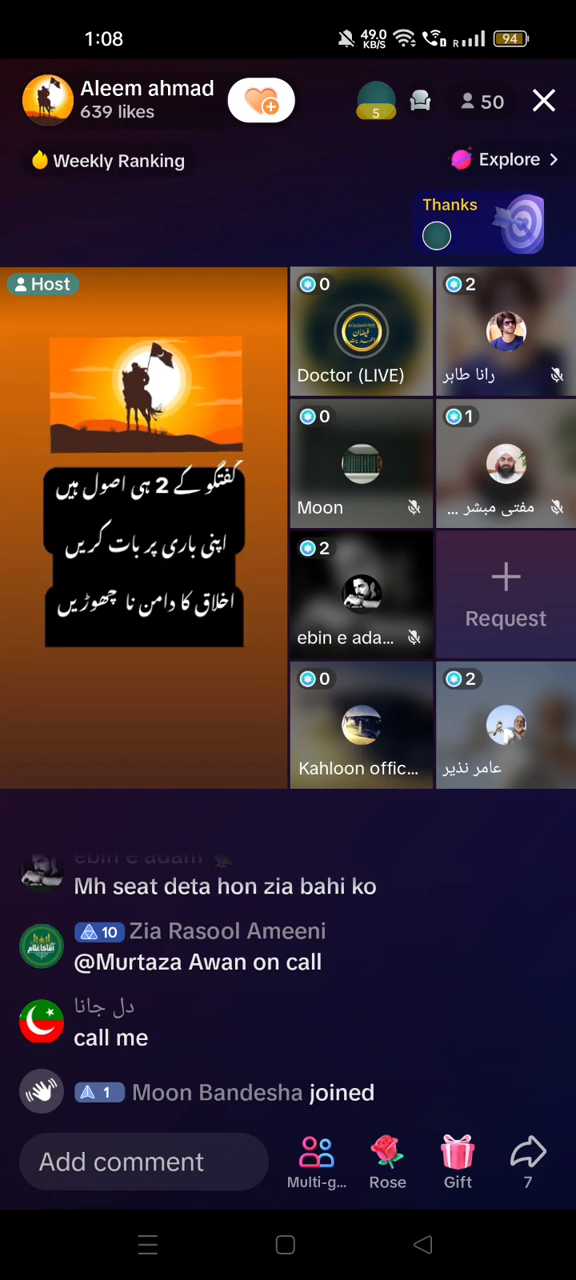 1:08
49.0
KB/S
R
94
Aleem ahmad
639 likes
5
50
Weekly Ranking
Explore >
Thanks
Host
گفتگو کے 2 ہی اصول ہیں
اپنی باری پر بات کریں
اخلاق کا دامن نا چھوڑیں
0
Doctor (LIVE)
2
رانا طاہر
0
Moon
1
مفتی مبشر ...
2
ebin e ada...
Request
0
Kahloon offic...
2
عامر نذیر
ebin e adam
Mh seat deta hon zia bahi ko
10 Zia Rasool Ameeni
@Murtaza Awan on call
دل جانا
call me
1 Moon Bandesha joined
Add comment
Multi-g...
Rose
Gift
7